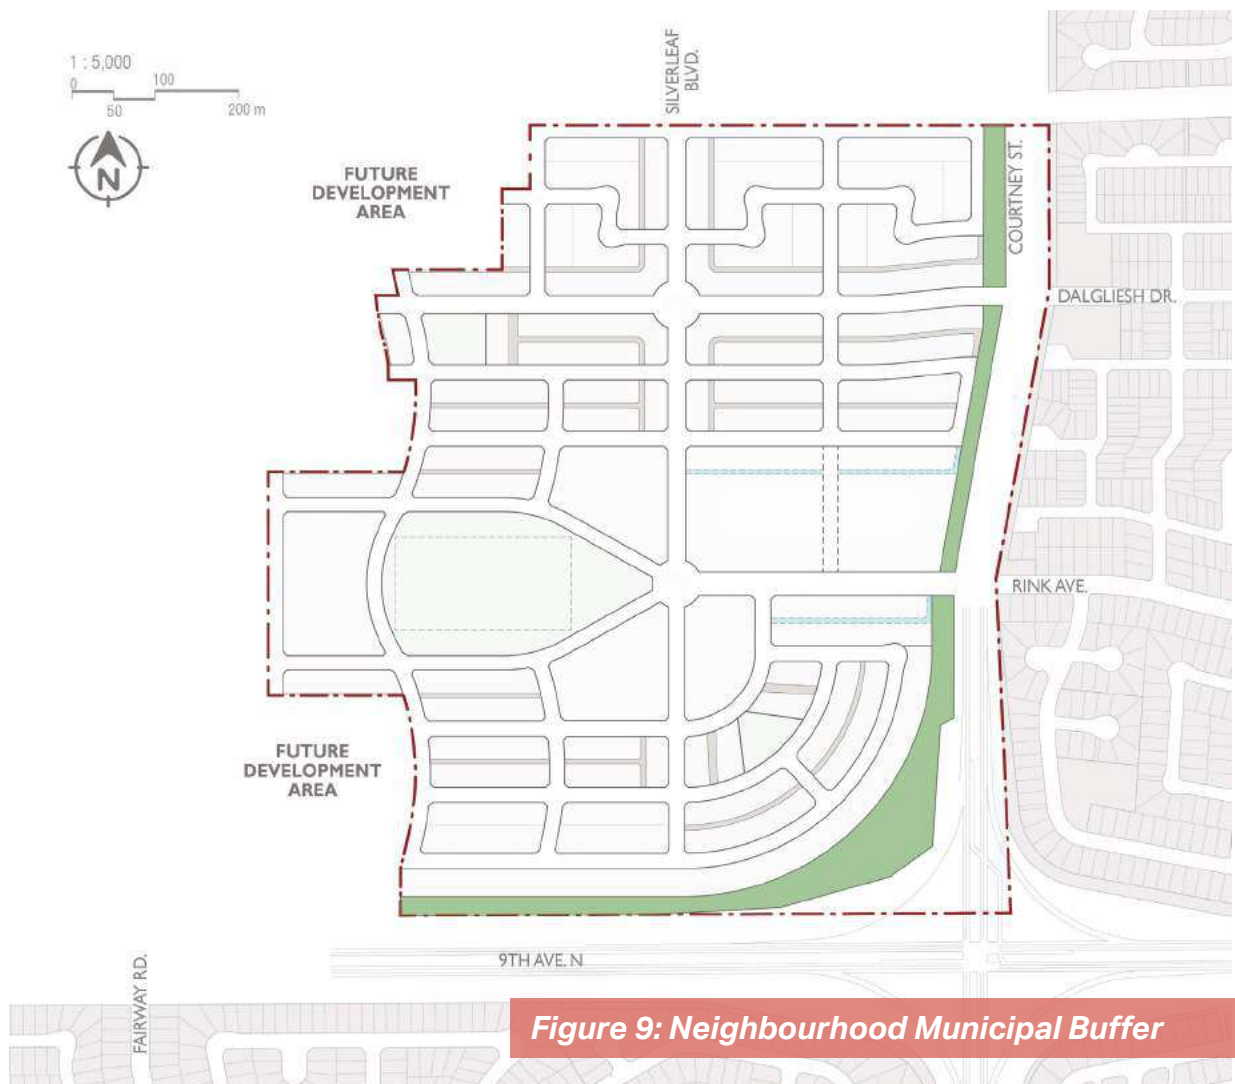 1 : 5,000
0
100
50
200 m
N
SILVERLEAF
BLVD.
FUTURE
DEVELOPMENT
AREA
COURTNEY ST.
DALGLIESH DR.
RINK AVE.
FUTURE
DEVELOPMENT
AREA
9TH AVE. N
FAIRWAY RD.
Figure 9: Neighbourhood Municipal Buffer